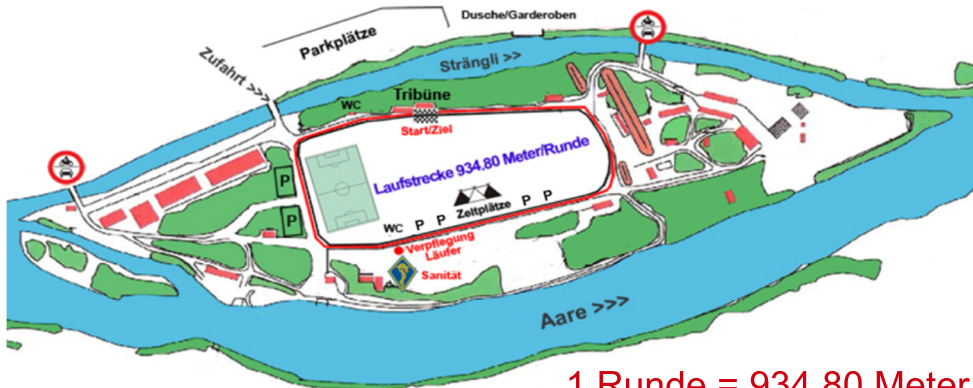 Dusche/Garderoben
Parkplätze
Zufahrt >>>
Strängli >>
WC
Tribüne
Start/Ziel
Laufstrecke 934.80 Meter/Runde
P
P
Zeltplätze
WC
P
P
P
P
Verpflegung
Läufer
Sanität
Aare >>>
1 Runde = 934.80 Meter